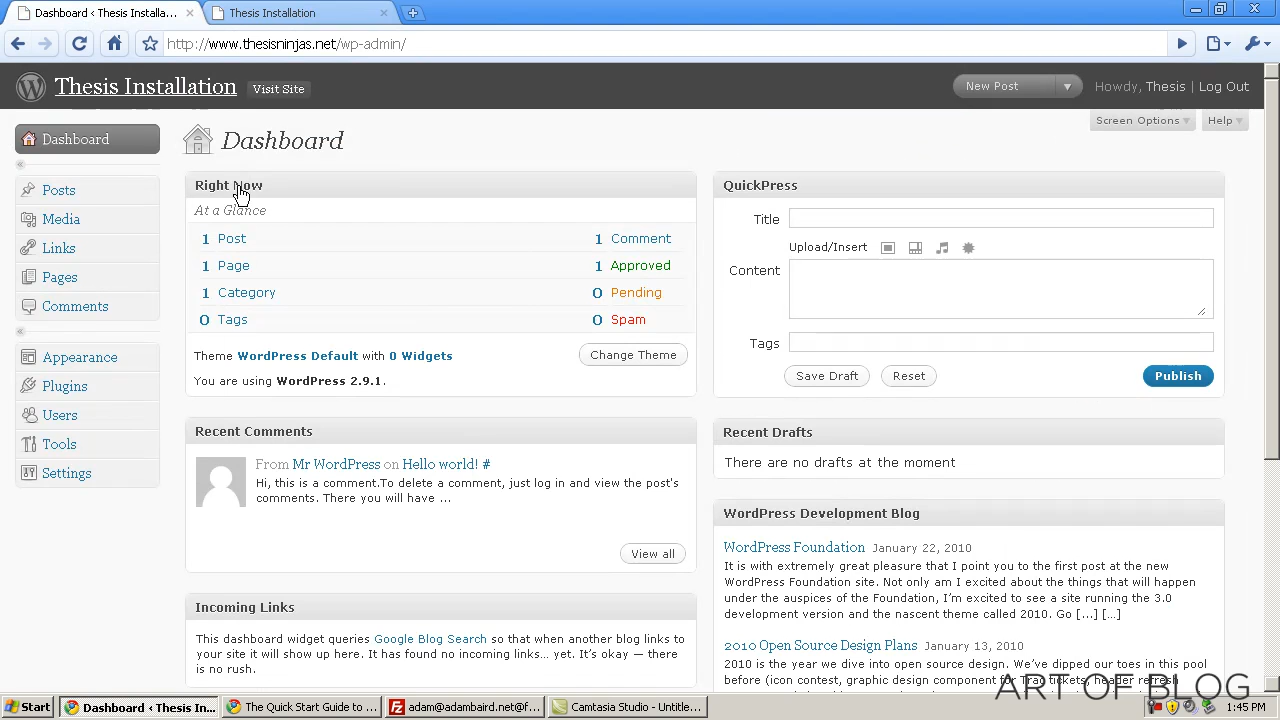 Dashboard ‹ Thesis Installa...
Thesis Installation
http://www.thesisninjas.net/wp-admin/
Thesis Installation
Visit Site
New Post
Howdy, Thesis | Log Out
Screen Options
Help
Dashboard
Posts
Media
Links
Pages
Comments
Appearance
Plugins
Users
Tools
Settings
Dashboard
Right Now
At a Glance
1 Post
1 Comment
1 Page
1 Approved
1 Category
0 Pending
0 Tags
0 Spam
Theme WordPress Default with 0 Widgets
Change Theme
You are using WordPress 2.9.1.
Recent Comments
From Mr WordPress on Hello world! #
Hi, this is a comment.To delete a comment, just log in and view the post's
comments. There you will have ...
View all
Incoming Links
This dashboard widget queries Google Blog Search so that when another blog links to
your site it will show up here. It has found no incoming links... yet. It's okay — there
is no rush.
QuickPress
Title
Upload/Insert
Content
Tags
Save Draft
Reset
Publish
Recent Drafts
There are no drafts at the moment
WordPress Development Blog
WordPress Foundation January 22, 2010
It is with extremely great pleasure that I point you to the first post at the new
WordPress Foundation site. Not only am I excited about the things that will happen
under the auspices of the Foundation, I'm excited to see a site running the 3.0
development version and the nascent theme called 2010. Go [...] [...]
2010 Open Source Design Plans January 13, 2010
2010 is the year we dive into open source design. We've dipped our toes in this pool
before (icon contest, graphic design component for Trac tickets, header refresh
ART OF BLOG
Start
Dashboard ‹ Thesis In...
The Quick Start Guide to ...
adam@adambaird.net@f...
Camtasia Studio - Untitle...
1:45 PM